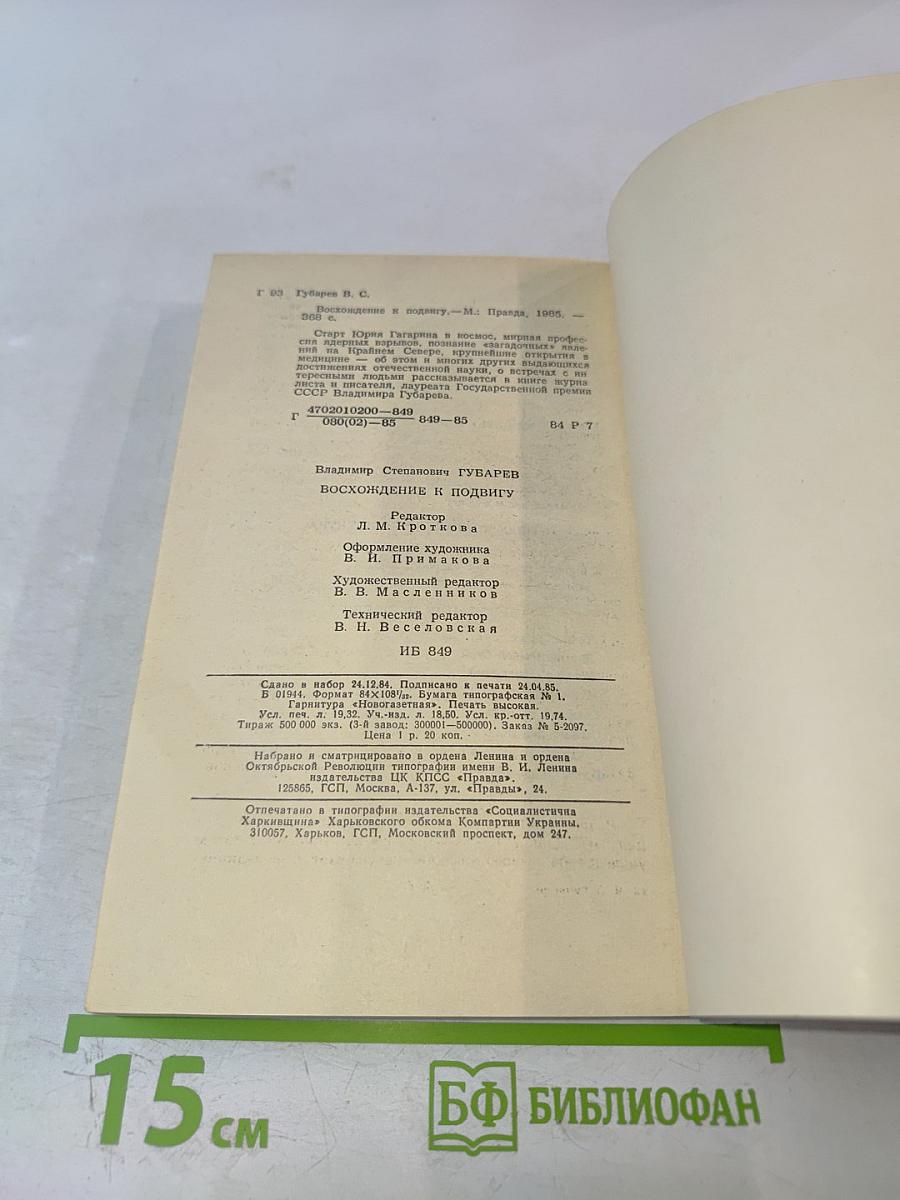 Г 93 Губарев В. С.
Восхождение к подвигу.—М.: Правда, 1985. —
368 с.
Старт Юрия Гагарина в космос, мирная профес-
сия ядерных взрывов, познание «загадочных» явле-
ний на Крайнем Севере, крупнейшие открытия в
медицине — об этом и многих других выдающихся
достижениях отечественной науки, о встречах с ин
тересными людьми рассказывается в книге журна
листа и писателя, лауреата Государственной премии
СССР Владимира Губарева.
Г 4702010200—849
080(02)—85 849—85 84 Р 7
Владимир Степанович ГУБАРЕВ
ВОСХОЖДЕНИЕ К ПОДВИГУ
Редактор
Л. М. Кроткова
Оформление художника
В. И. Примакова
Художественный редактор
В. В. Масленников
Технический редактор
В. Н. Веселовская
ИБ 849
Сдано в набор 24.12.84. Подписано к печати 24.04.85.
Б 01944. Формат 84×108¹/₃₂. Бумага типографская № 1.
Гарнитура «Новогазетная». Печать высокая.
Усл. печ. л. 19,32. Уч.-изд. л. 18,50. Усл. кр.-отт. 19,74.
Тираж 500 000 экз. (3-й завод: 300001—500000). Заказ № 5-2097.
Цена 1 р. 20 коп.
Набрано и сматрицировано в ордена Ленина и ордена
Октябрьской Революции типографии имени В. И. Ленина
издательства ЦК КПСС «Правда».
125865, ГСП, Москва, А-137, ул. «Правды», 24.
Отпечатано в типографии издательства «Социалистична
Харкивщина» Харьковского обкома Компартии Украины,
310057, Харьков, ГСП, Московский проспект, дом 247.
15 см
БФ БИБЛИОФАН